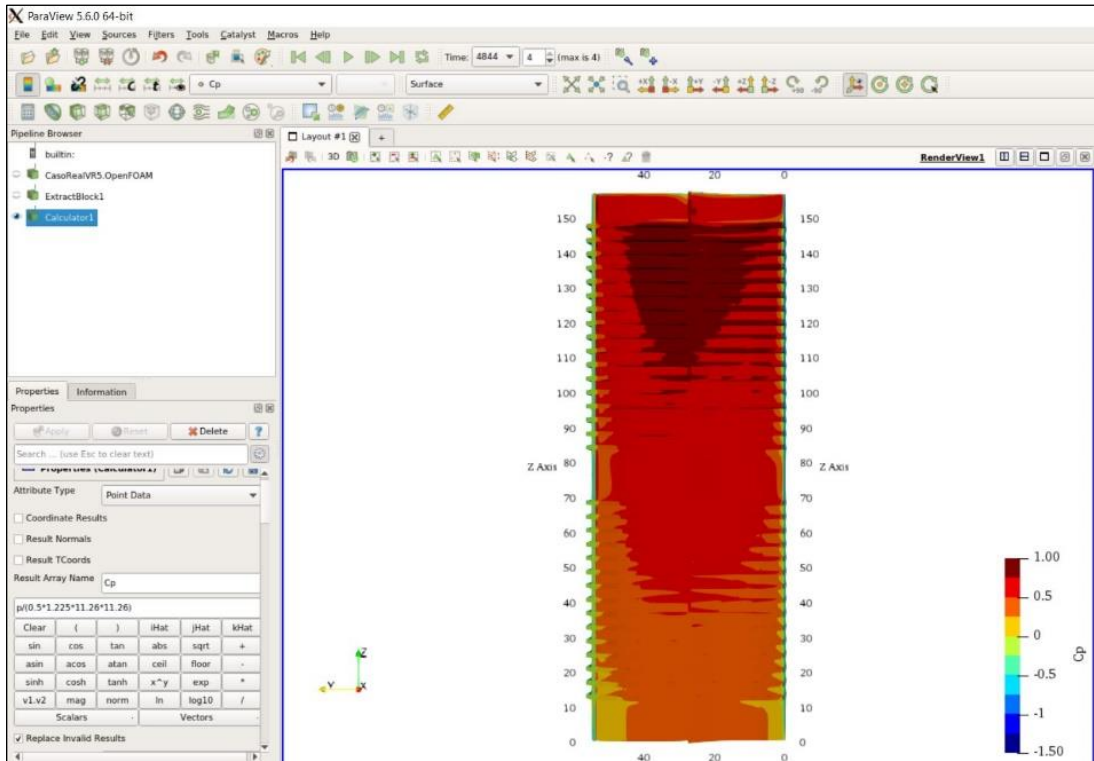 ParaView 5.6.0 64-bit
File Edit View Sources Filters Tools Catalyst Macros Help
Time: 4844 4 (max is 4)
Cp Surface
+X -X +Y -Y +Z -Z +90 -90
Pipeline Browser
builtin:
CasoRealVR5.OpenFOAM
ExtractBlock1
Calculator1
Properties Information
Properties
Apply Reset Delete ?
Search ... (use Esc to clear text)
Properties (Calculator1)
Attribute Type Point Data
Coordinate Results
Result Normals
Result TCoords
Result Array Name Cp
p/(0.5*1.225*11.26*11.26)
Clear ( ) iHat jHat kHat
sin cos tan abs sqrt +
asin acos atan ceil floor -
sinh cosh tanh x^y exp *
v1.v2 mag norm ln log10 /
Scalars Vectors
Replace Invalid Results
Layout #1 +
3D RenderView1
40 20 0
150 150
140 140
130 130
120 120
110 110
100 100
90 90
Z Axis 80 80 Z Axis
70 70
60 60
50 50
40 40
30 30
20 20
10 10
0 0
40 20 0
Z
Y X
1.00
0.5
0
-0.5
-1
-1.50
Cp